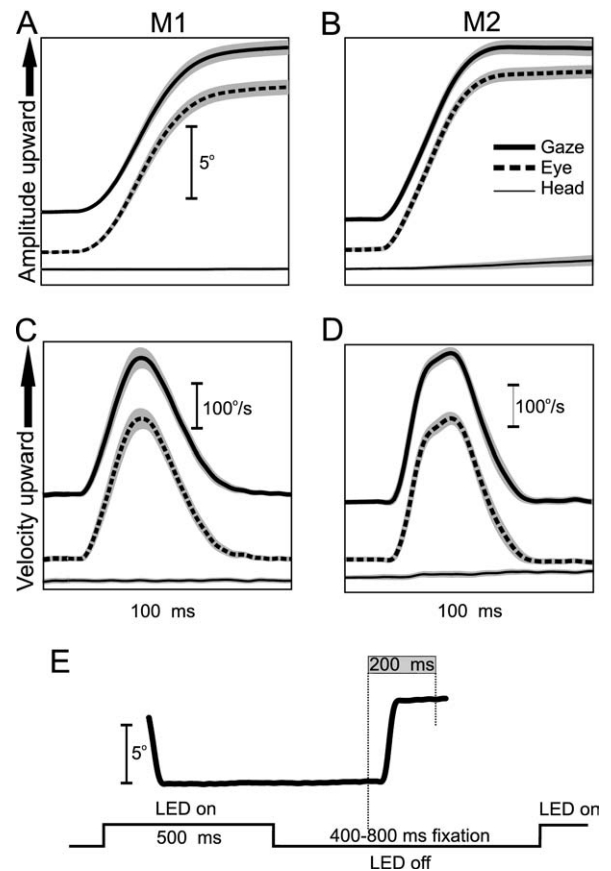 A
M1
B
M2
Amplitude upward
5°
Gaze
Eye
Head
C
D
Velocity upward
100°/s
100°/s
100 ms
100 ms
E
200 ms
5°
LED on
LED on
500 ms
400-800 ms fixation
LED off